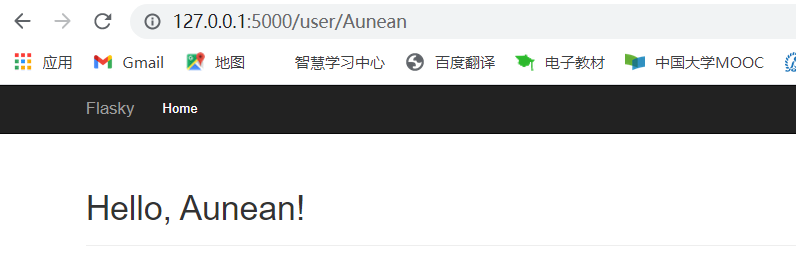 127.0.0.1:5000/user/Aunean
应用 Gmail 地图 智慧学习中心 百度翻译 电子教材 中国大学MOOC
Flasky Home
Hello, Aunean!